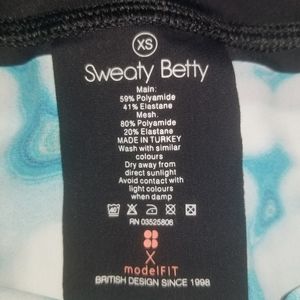 XS
Sweaty Betty
Main:
59% Polyamide
41% Elastane
Mesh:
80% Polyamide
20% Elastane
MADE IN TURKEY
Wash with similar
colours
Dry away from
direct sunlight
Avoid contact with
light colours
when damp
40
RN 03525806
X
modelFIT
BRITISH DESIGN SINCE 1998